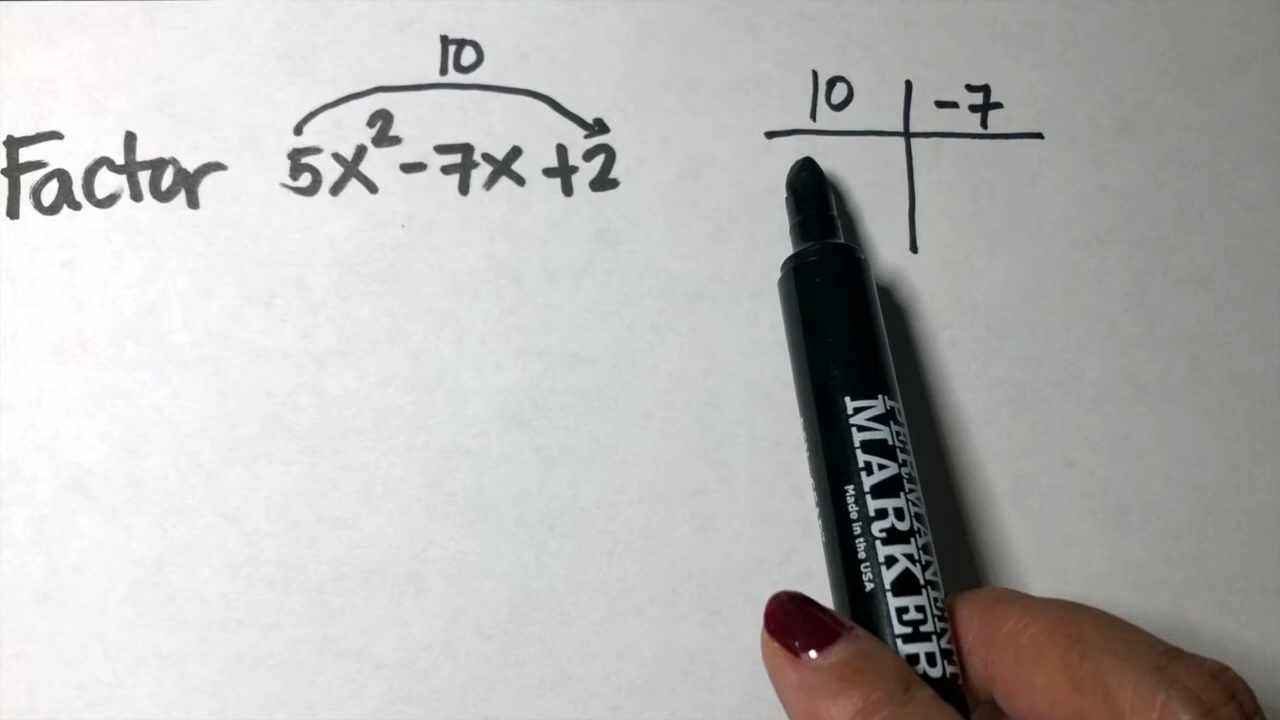 10
Factor 5x²-7x+2
10 | -7
PERMANENT
MARKER
Made in the USA